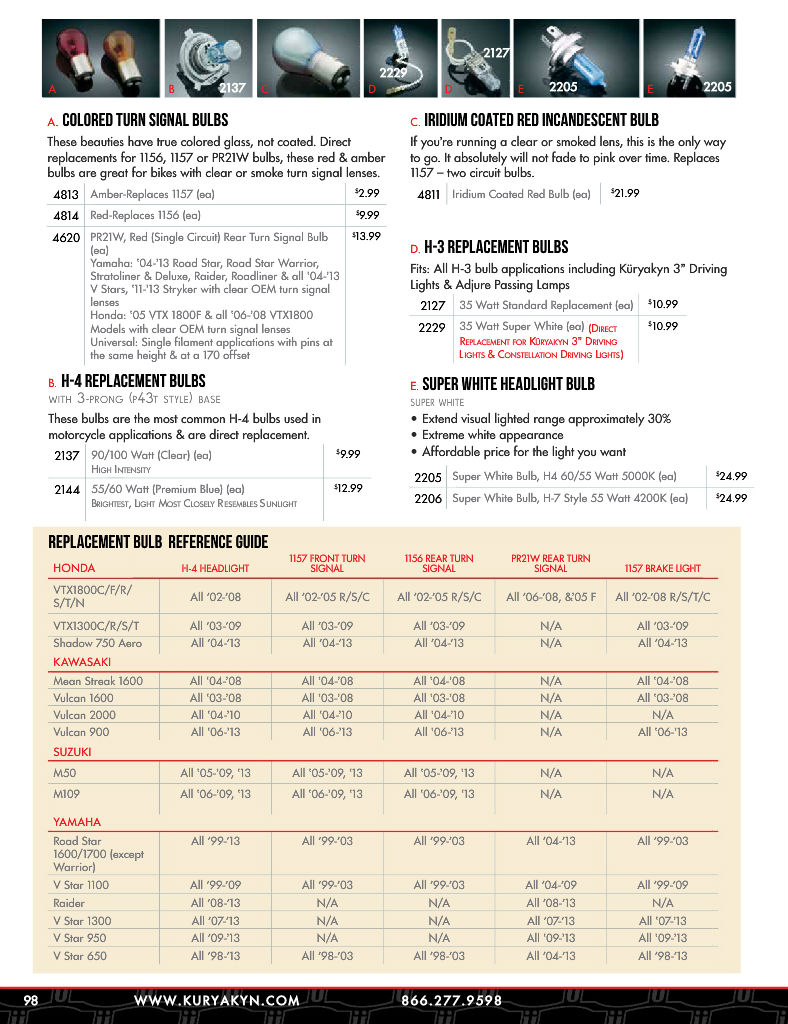 A
B
2137
C
D
2229
D
2127
E
2205
E
2205
A. COLORED TURN SIGNAL BULBS
These beauties have true colored glass, not coated. Direct
replacements for 1156, 1157 or PR21W bulbs, these red & amber
bulbs are great for bikes with clear or smoke turn signal lenses.
4813 Amber-Replaces 1157 (ea) $2.99
4814 Red-Replaces 1156 (ea) $9.99
4620 PR21W, Red (Single Circuit) Rear Turn Signal Bulb $13.99
(ea)
Yamaha: '04-'13 Road Star, Road Star Warrior,
Stratoliner & Deluxe, Raider, Roadliner & all '04-'13
V Stars, '11-'13 Stryker with clear OEM turn signal
lenses
Honda: '05 VTX 1800F & all '06-'08 VTX1800
Models with clear OEM turn signal lenses
Universal: Single filament applications with pins at
the same height & at a 170 offset
B. H-4 REPLACEMENT BULBS
WITH 3-PRONG (P43T STYLE) BASE
These bulbs are the most common H-4 bulbs used in
motorcycle applications & are direct replacement.
2137 90/100 Watt (Clear) (ea) $9.99
HIGH INTENSITY
2144 55/60 Watt (Premium Blue) (ea) $12.99
BRIGHTEST, LIGHT MOST CLOSELY RESEMBLES SUNLIGHT
C. IRIDIUM COATED RED INCANDESCENT BULB
If you're running a clear or smoked lens, this is the only way
to go. It absolutely will not fade to pink over time. Replaces
1157 – two circuit bulbs.
4811 Iridium Coated Red Bulb (ea) $21.99
D. H-3 REPLACEMENT BULBS
Fits: All H-3 bulb applications including Küryakyn 3" Driving
Lights & Adjure Passing Lamps
2127 35 Watt Standard Replacement (ea) $10.99
2229 35 Watt Super White (ea) (DIRECT $10.99
REPLACEMENT FOR KÜRYAKYN 3" DRIVING
LIGHTS & CONSTELLATION DRIVING LIGHTS)
E. SUPER WHITE HEADLIGHT BULB
SUPER WHITE
• Extend visual lighted range approximately 30%
• Extreme white appearance
• Affordable price for the light you want
2205 Super White Bulb, H4 60/55 Watt 5000K (ea) $24.99
2206 Super White Bulb, H-7 Style 55 Watt 4200K (ea) $24.99
REPLACEMENT BULB REFERENCE GUIDE
HONDA H-4 HEADLIGHT 1157 FRONT TURN SIGNAL 1156 REAR TURN SIGNAL PR21W REAR TURN SIGNAL 1157 BRAKE LIGHT
VTX1800C/F/R/ All '02-'08 All '02-'05 R/S/C All '02-'05 R/S/C All '06-'08, &'05 F All '02-'08 R/S/T/C
S/T/N
VTX1300C/R/S/T All '03-'09 All '03-'09 All '03-'09 N/A All '03-'09
Shadow 750 Aero All '04-'13 All '04-'13 All '04-'13 N/A All '04-'13
KAWASAKI
Mean Streak 1600 All '04-'08 All '04-'08 All '04-'08 N/A All '04-'08
Vulcan 1600 All '03-'08 All '03-'08 All '03-'08 N/A All '03-'08
Vulcan 2000 All '04-'10 All '04-'10 All '04-'10 N/A N/A
Vulcan 900 All '06-'13 All '06-'13 All '06-'13 N/A All '06-'13
SUZUKI
M50 All '05-'09, '13 All '05-'09, '13 All '05-'09, '13 N/A N/A
M109 All '06-'09, '13 All '06-'09, '13 All '06-'09, '13 N/A N/A
YAMAHA
Road Star All '99-'13 All '99-'03 All '99-'03 All '04-'13 All '99-'03
1600/1700 (except
Warrior)
V Star 1100 All '99-'09 All '99-'03 All '99-'03 All '04-'09 All '99-'09
Raider All '08-'13 N/A N/A All '08-'13 N/A
V Star 1300 All '07-'13 N/A N/A All '07-'13 All '07-'13
V Star 950 All '09-'13 N/A N/A All '09-'13 All '09-'13
V Star 650 All '98-'13 All '98-'03 All '98-'03 All '04-'13 All '98-'13
98 WWW.KURYAKYN.COM 866.277.9598